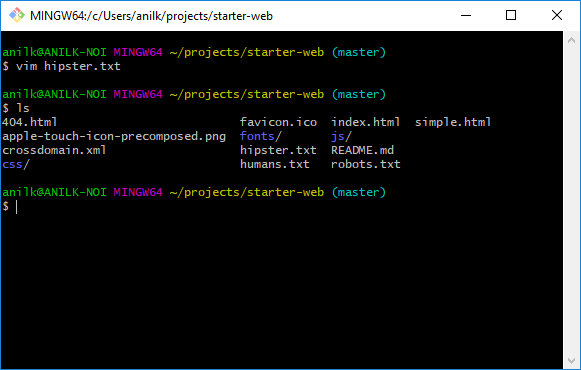 MINGW64:/c/Users/anilk/projects/starter-web
anilk@ANILK-NOI MINGW64 ~/projects/starter-web (master)
$ vim hipster.txt
anilk@ANILK-NOI MINGW64 ~/projects/starter-web (master)
$ ls
404.html favicon.ico index.html simple.html
apple-touch-icon-precomposed.png fonts/ js/
crossdomain.xml hipster.txt README.md
css/ humans.txt robots.txt
anilk@ANILK-NOI MINGW64 ~/projects/starter-web (master)
$